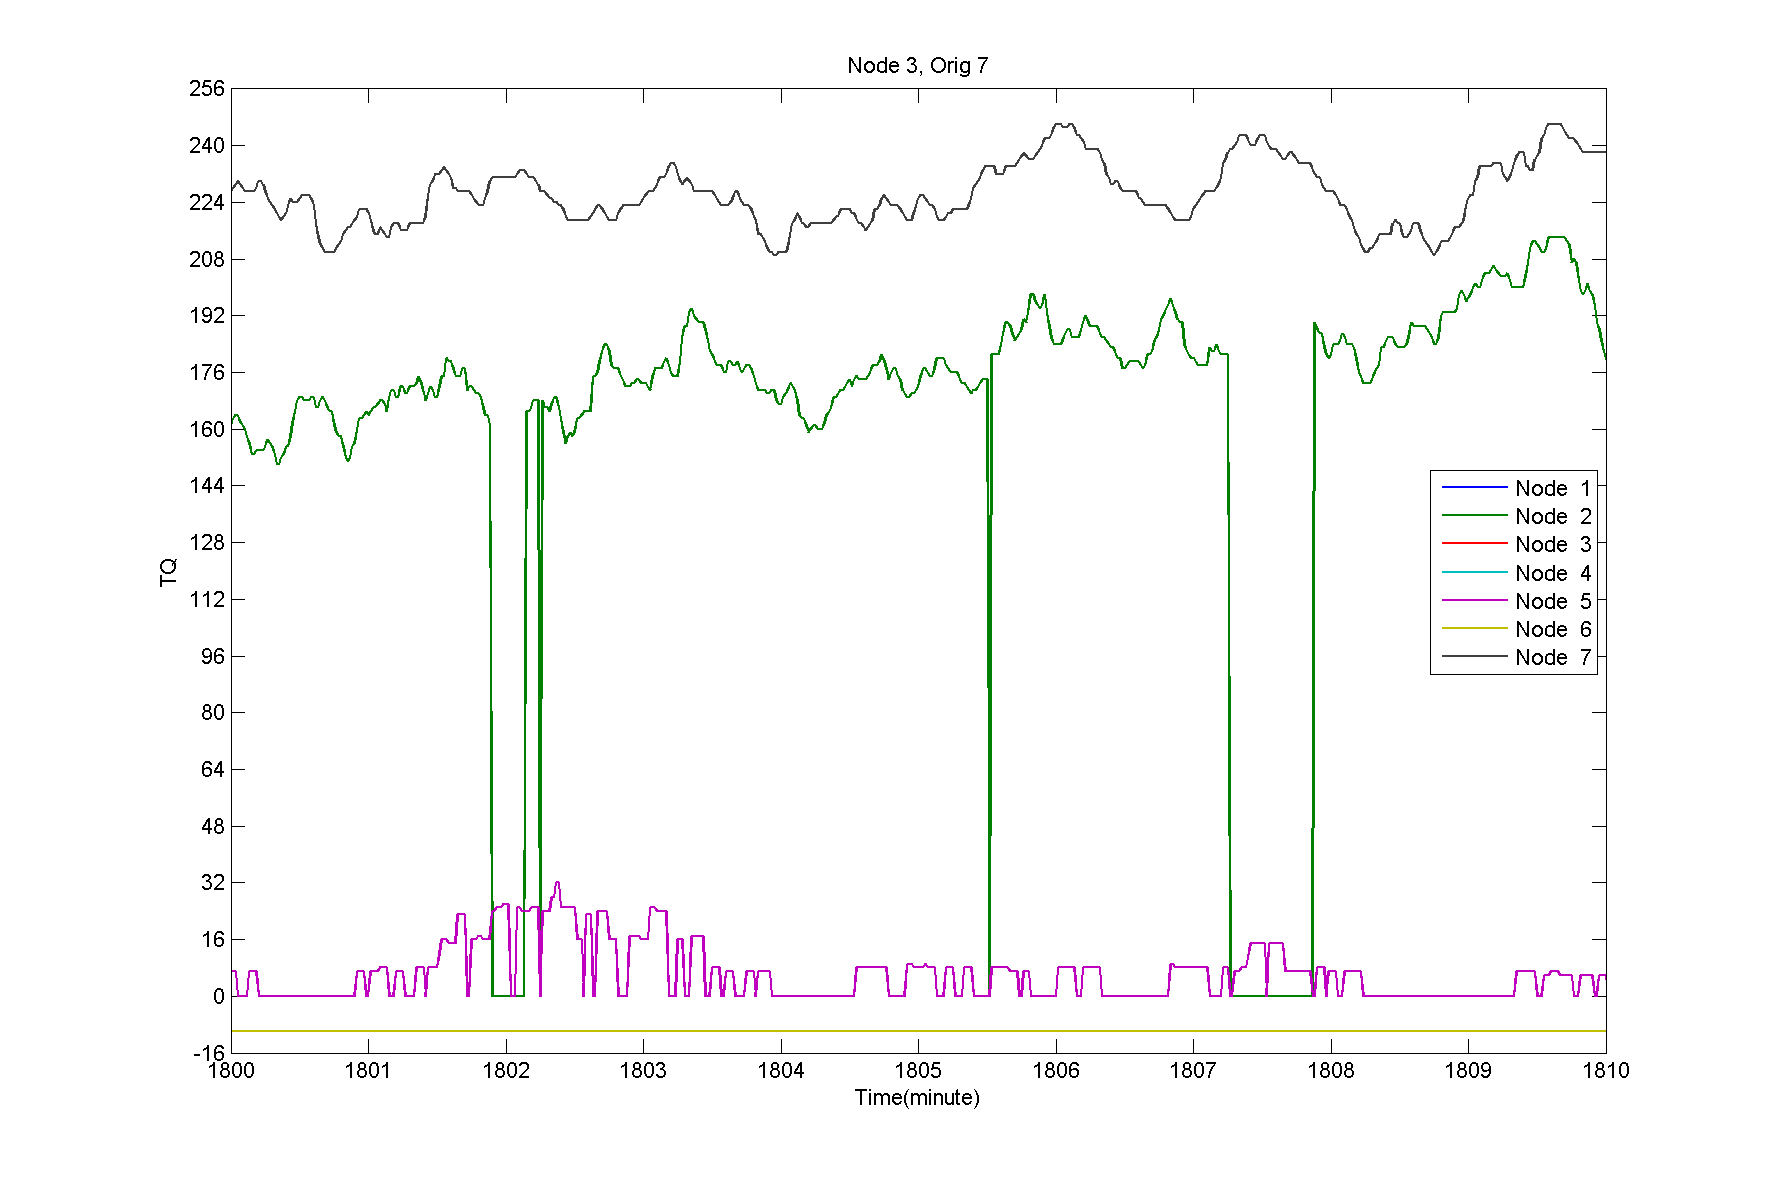 Node 3, Orig 7
256
240
224
208
192
176
160
144
128
112
96
80
64
48
32
16
0
-16
TQ
Node 1
Node 2
Node 3
Node 4
Node 5
Node 6
Node 7
1800 1801 1802 1803 1804 1805 1806 1807 1808 1809 1810
Time(minute)